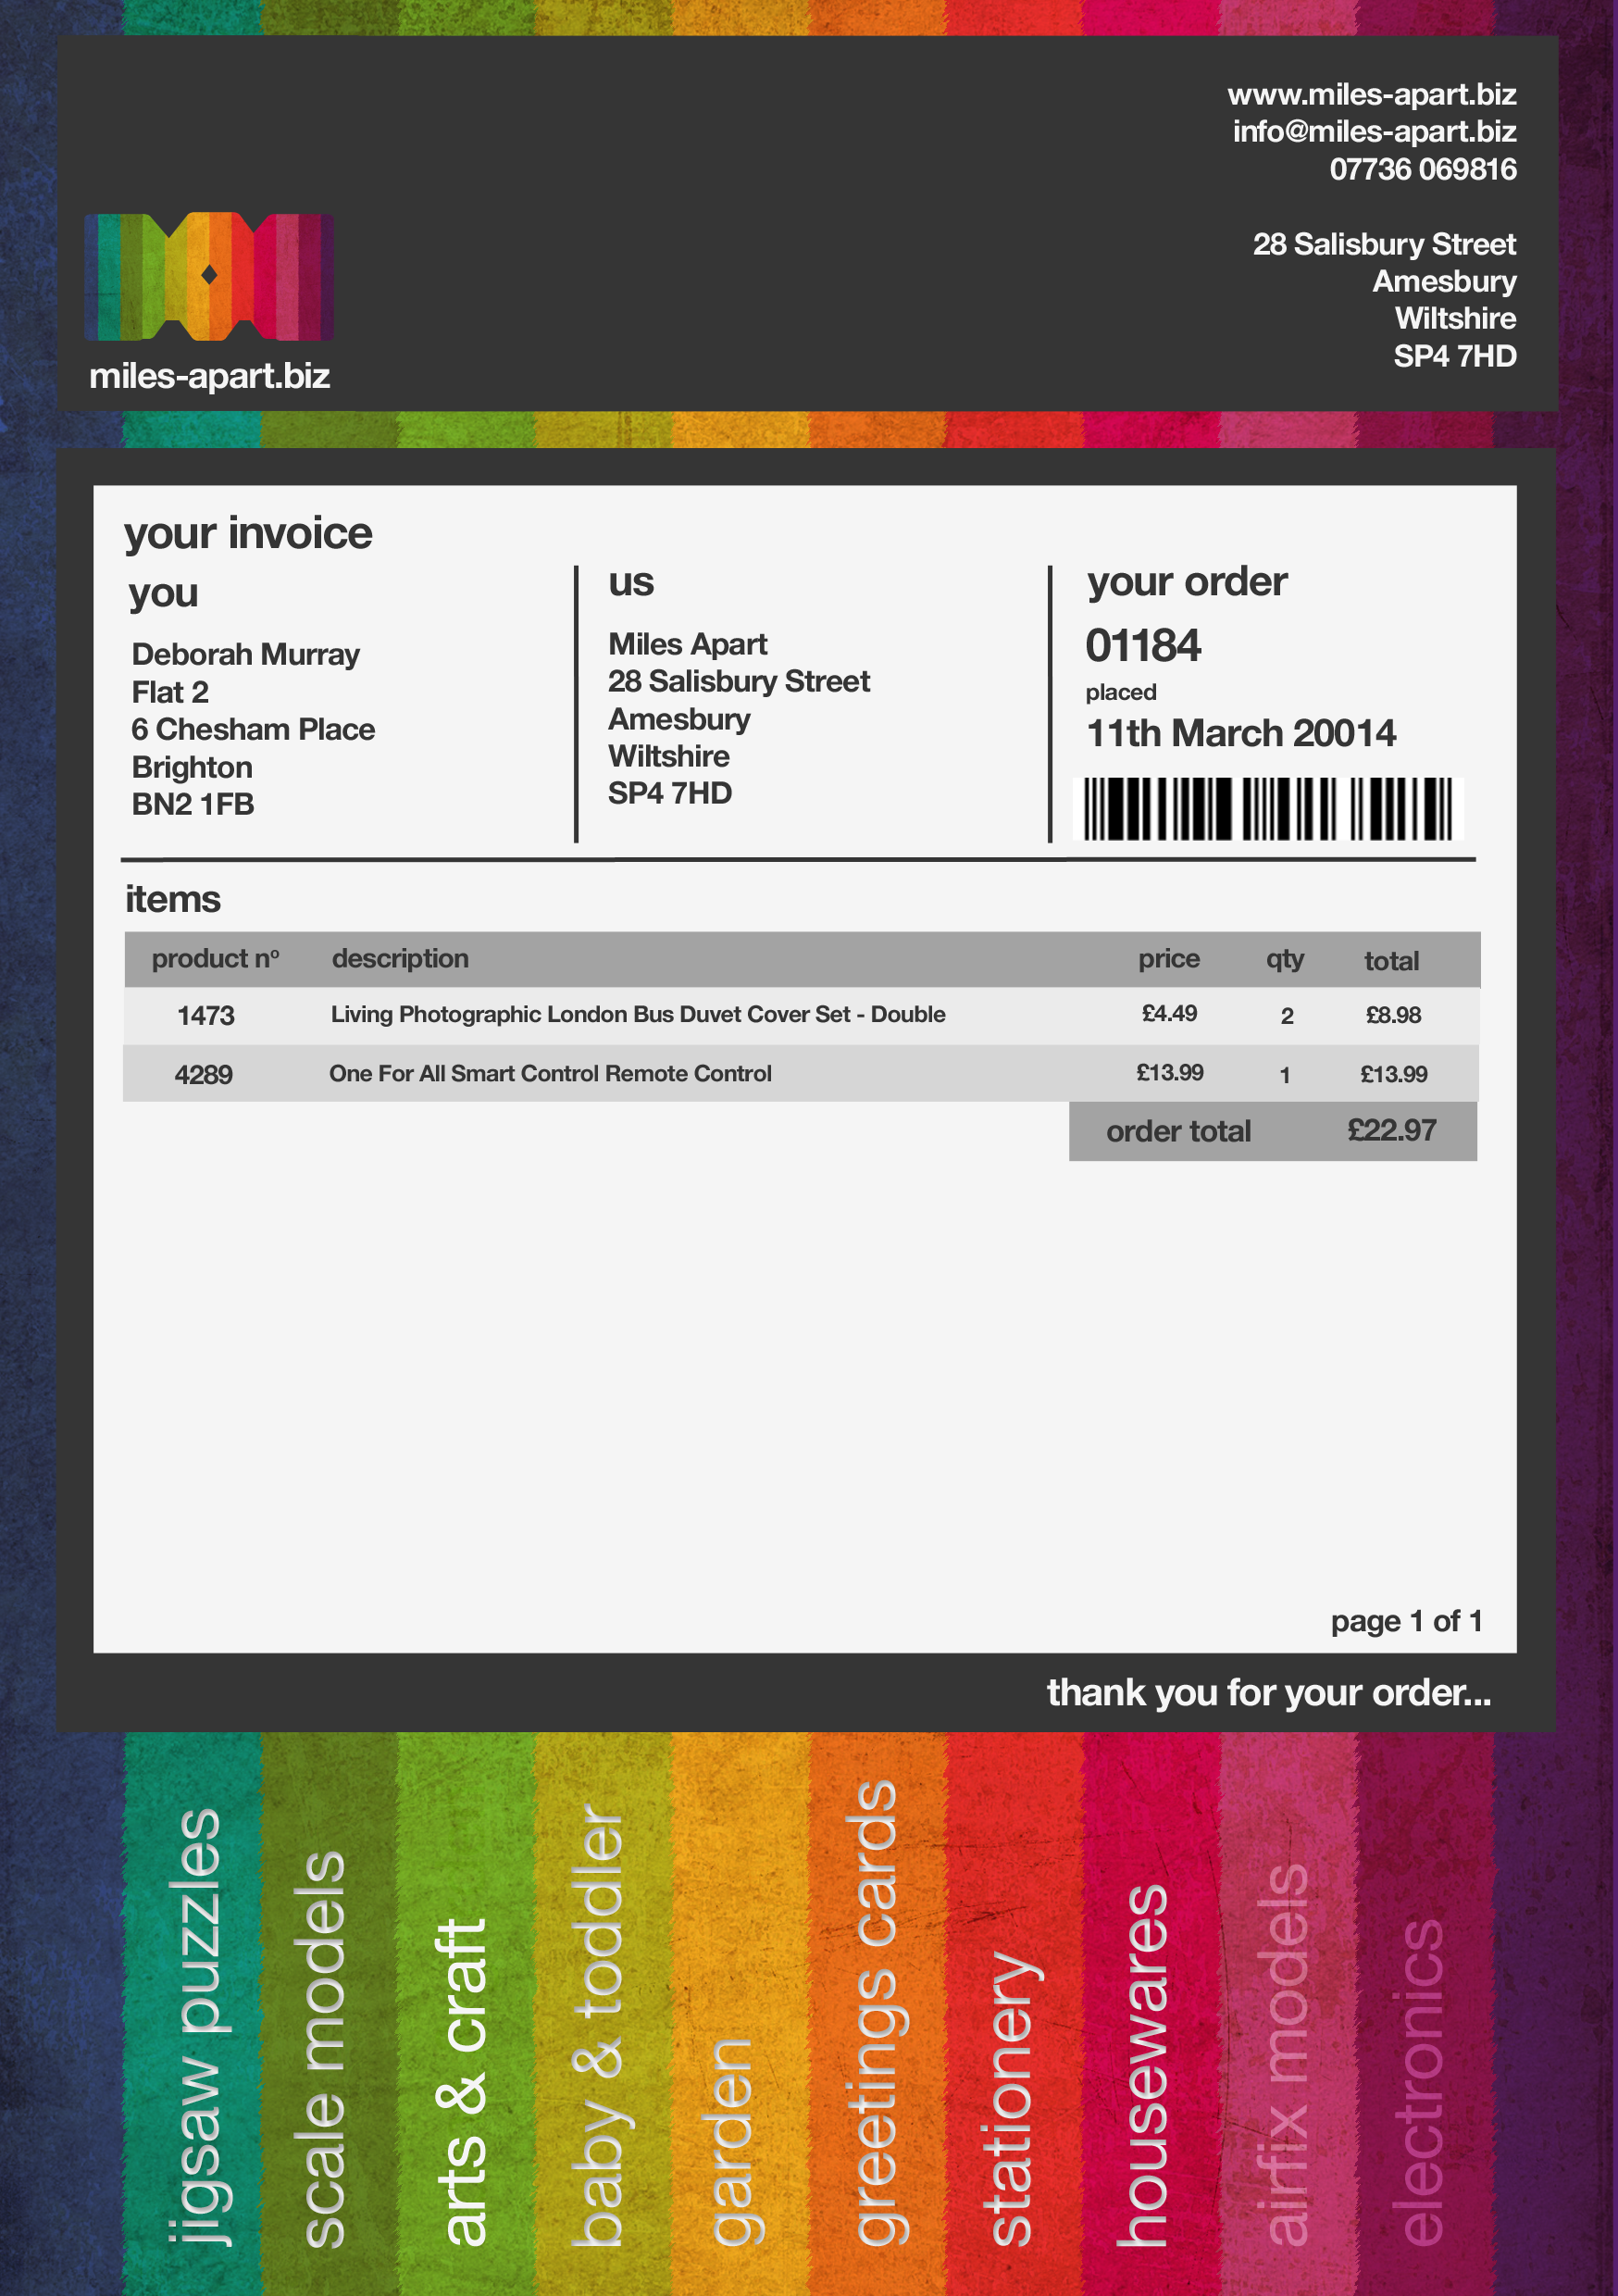 www.miles-apart.biz
info@miles-apart.biz
07736 069816
28 Salisbury Street
Amesbury
Wiltshire
SP4 7HD
miles-apart.biz
your invoice
you
Deborah Murray
Flat 2
6 Chesham Place
Brighton
BN2 1FB
us
Miles Apart
28 Salisbury Street
Amesbury
Wiltshire
SP4 7HD
your order
01184
placed
11th March 20014
items
product nº description price qty total
1473 Living Photographic London Bus Duvet Cover Set - Double £4.49 2 £8.98
4289 One For All Smart Control Remote Control £13.99 1 £13.99
order total £22.97
page 1 of 1
thank you for your order...
jigsaw puzzles
scale models
arts & craft
baby & toddler
garden
greetings cards
stationery
housewares
airfix models
electronics